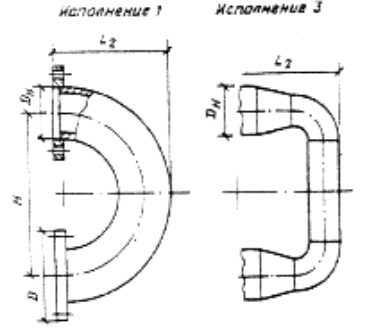 Исполнение 1
Исполнение 3
L2
L2
Dн
Dн
H
D